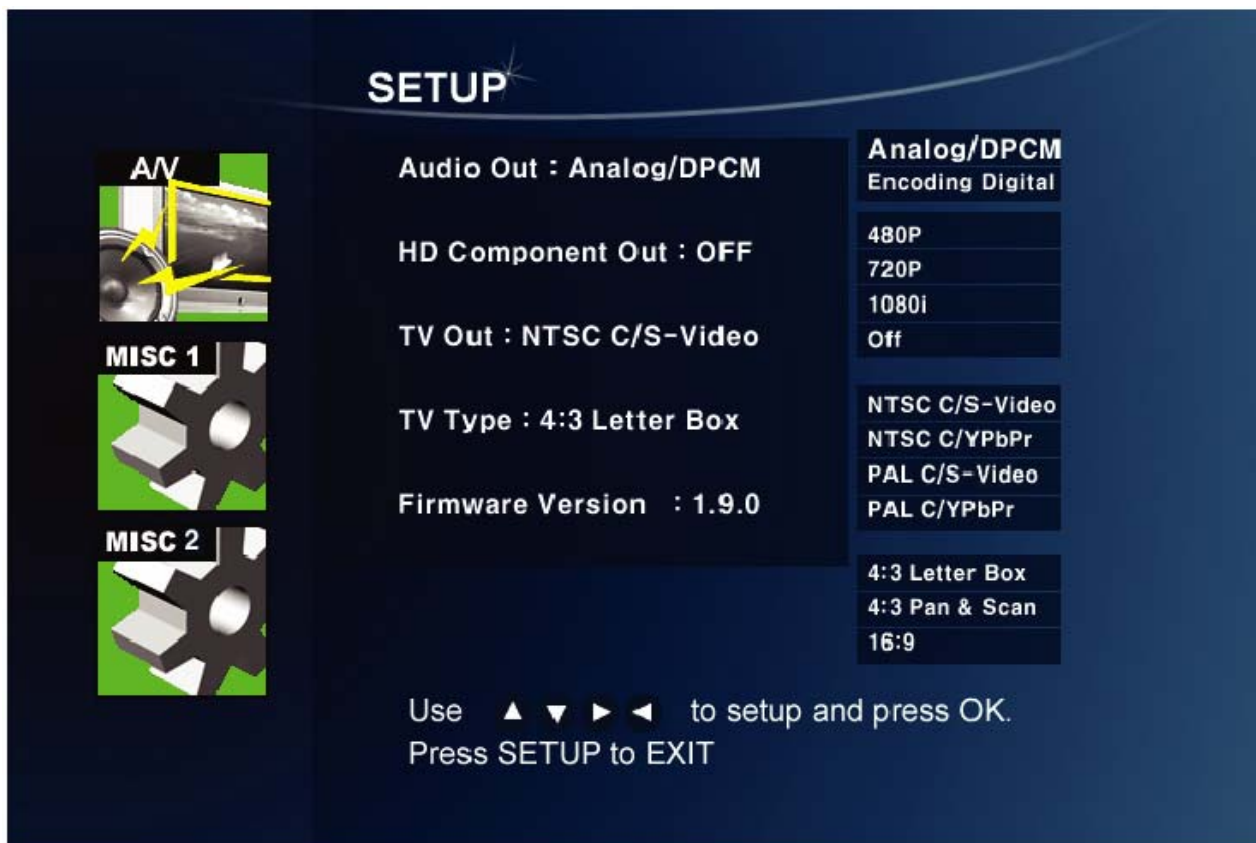 SETUP
A/V
MISC 1
MISC 2
Audio Out : Analog/DPCM
HD Component Out : OFF
TV Out : NTSC C/S-Video
TV Type : 4:3 Letter Box
Firmware Version : 1.9.0
Analog/DPCM
Encoding Digital
480P
720P
1080i
Off
NTSC C/S-Video
NTSC C/YPbPr
PAL C/S-Video
PAL C/YPbPr
4:3 Letter Box
4:3 Pan & Scan
16:9
Use ▲ ▼ ► ◄ to setup and press OK.
Press SETUP to EXIT